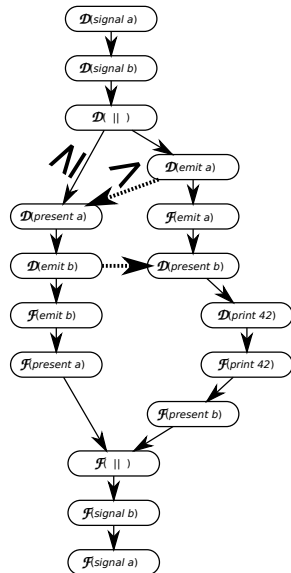 𝓓(signal a)
𝓓(signal b)
𝓓( || )
≤
<
𝓓(emit a)
𝓓(present a)
𝓕(emit a)
𝓓(emit b)
𝓓(present b)
𝓕(emit b)
𝓓(print 42)
𝓕(present a)
𝓕(print 42)
𝓕(present b)
𝓕( || )
𝓕(signal b)
𝓕(signal a)